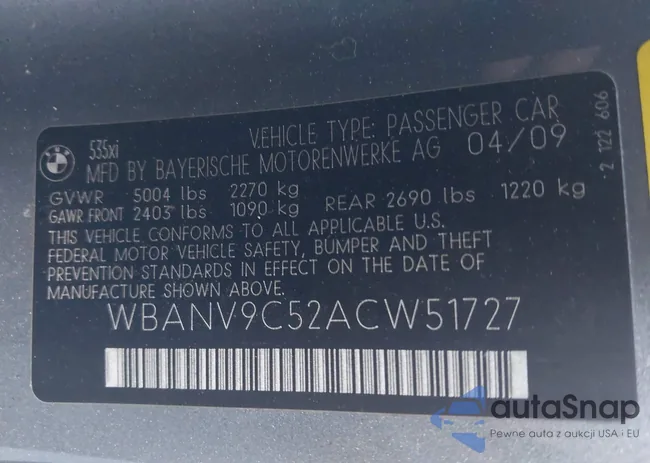 535xi
VEHICLE TYPE: PASSENGER CAR
MFD BY BAYERISCHE MOTORENWERKE AG 04/09
GVWR 5004 lbs 2270 kg
GAWR FRONT 2403 lbs 1090 kg REAR 2690 lbs 1220 kg
THIS VEHICLE CONFORMS TO ALL APPLICABLE U.S.
FEDERAL MOTOR VEHICLE SAFETY, BUMPER AND THEFT
PREVENTION STANDARDS IN EFFECT ON THE DATE OF
MANUFACTURE SHOWN ABOVE.
WBANV9C52ACW51727
2 122 606
autaSnap
Pewne auta z aukcji USA i EU